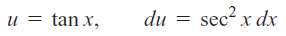 u = tan x, du = sec² x dx